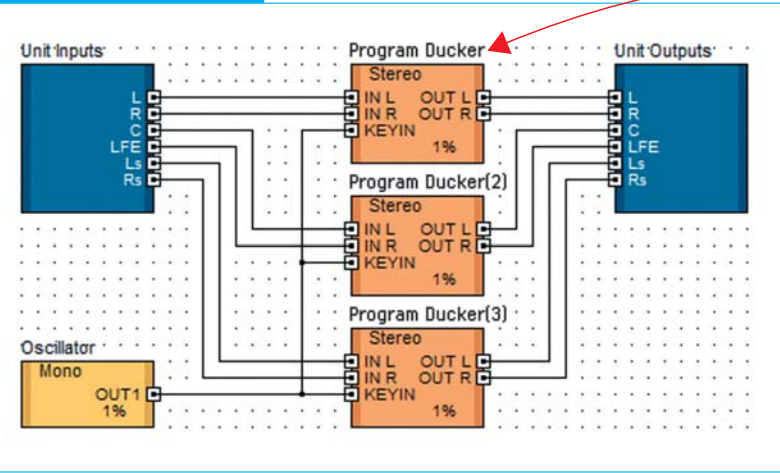 Unit Inputs
L
R
C
LFE
Ls
Rs
Oscillator
Mono
OUT1
1%
Program Ducker
Stereo
IN L OUT L
IN R OUT R
KEYIN
1%
Program Ducker(2)
Stereo
IN L OUT L
IN R OUT R
KEYIN
1%
Program Ducker(3)
Stereo
IN L OUT L
IN R OUT R
KEYIN
1%
Unit Outputs
L
R
C
LFE
Ls
Rs